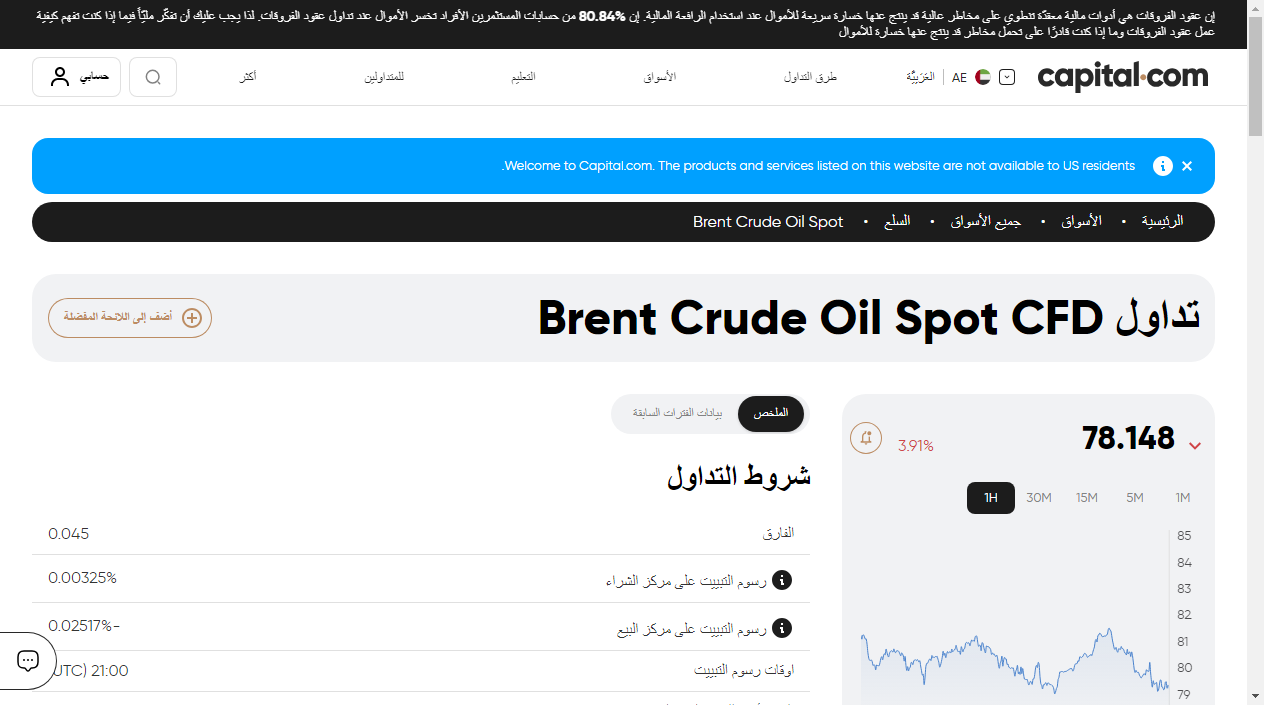 إن عقود الفروقات هي أدوات مالية معقدّة تنطوي على مخاطر عالية قد ينتج عنها خسارة سريعة للأموال عند استخدام الرافعة المالية. إن 80.84% من حسابات المستثمرين الأفراد تخسر الأموال عند تداول عقود الفروقات. لذا يجب عليك أن تفكّر مليًّا فيما إذا كنت تفهم كيفية
عمل عقود الفروقات وما إذا كنت قادرًا على تحمّل مخاطر قد ينتج عنها خسارة للأموال
capital.com
AE العَرَبِيَّة
طرق التداول
الأسواق
التعليم
للمتداولين
أكثر
حسابي
Welcome to Capital.com. The products and services listed on this website are not available to US residents.
الرئيسية • الأسواق • جميع الأسواق • السلع • Brent Crude Oil Spot
تداول Brent Crude Oil Spot CFD
أضف إلى اللائحة المفضلة
78.148
3.91%
1M 5M 15M 30M 1H
85
84
83
82
81
80
79
الملخص
بيانات الفترات السابقة
شروط التداول
الفارق 0.045
رسوم التبييت على مركز الشراء 0.00325%
رسوم التبييت على مركز البيع -0.02517%
اوقات رسوم التبييت 21:00 (UTC)